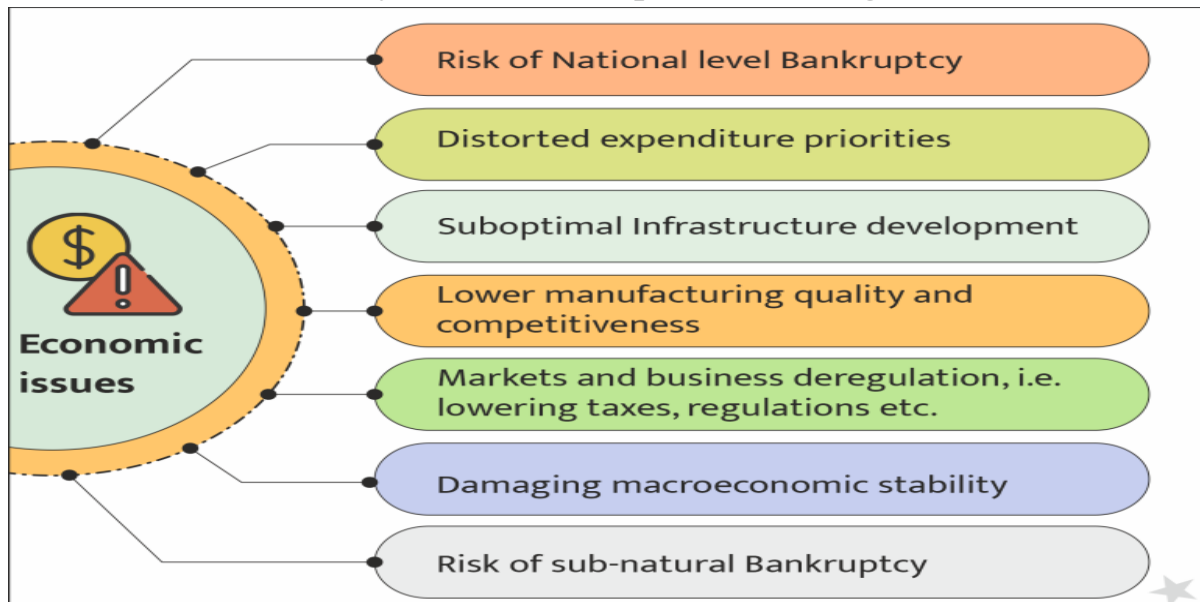 Risk of National level Bankruptcy
Distorted expenditure priorities
Suboptimal Infrastructure development
Lower manufacturing quality and
competitiveness
Markets and business deregulation, i.e.
lowering taxes, regulations etc.
Damaging macroeconomic stability
Risk of sub-natural Bankruptcy
$
Economic
issues